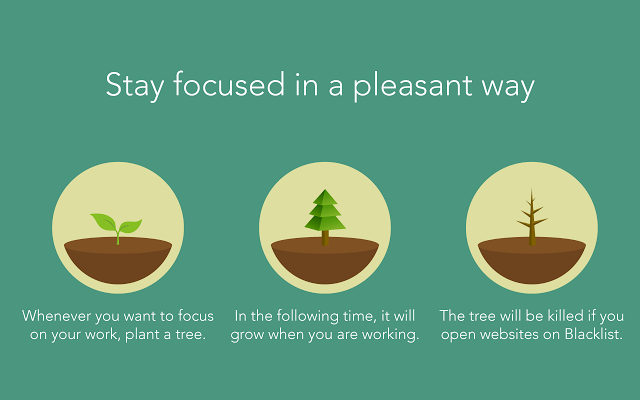 Stay focused in a pleasant way
Whenever you want to focus
on your work, plant a tree.
In the following time, it will
grow when you are working.
The tree will be killed if you
open websites on Blacklist.